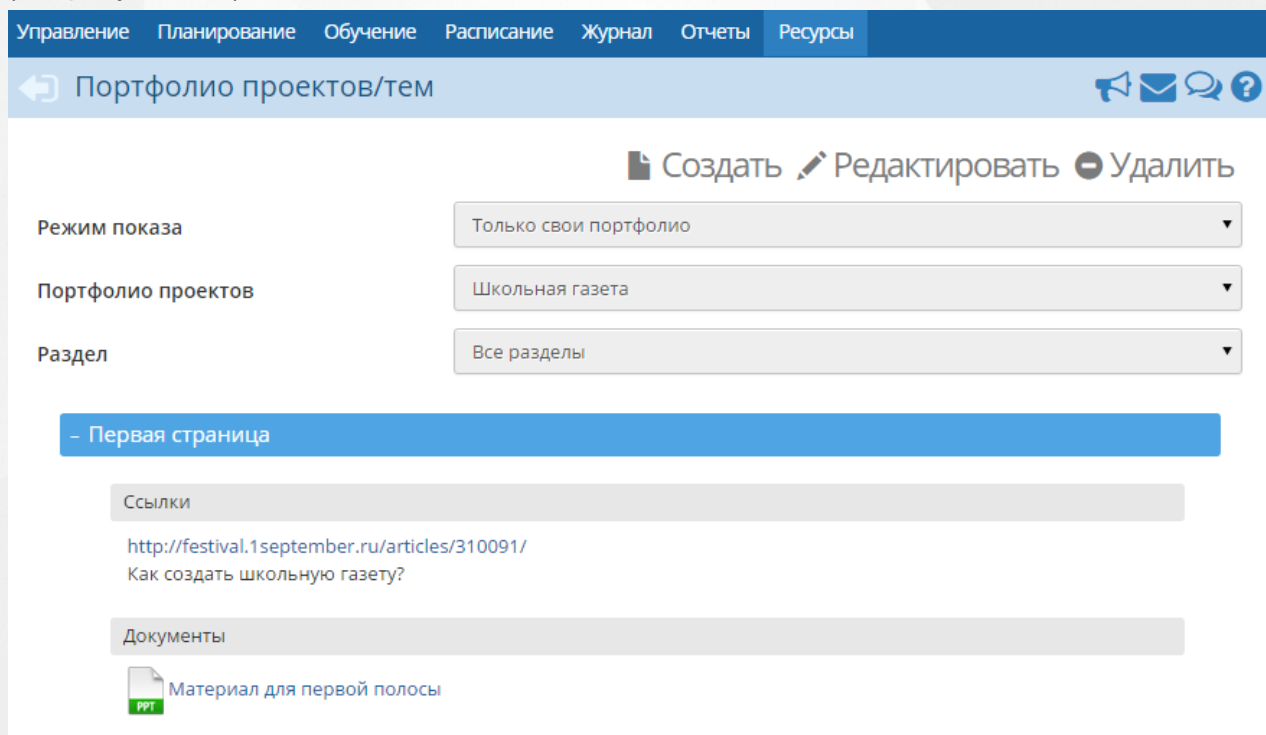 Управление Планирование Обучение Расписание Журнал Отчеты Ресурсы
Портфолио проектов/тем
Создать Редактировать Удалить
Режим показа Только свои портфолио
Портфолио проектов Школьная газета
Раздел Все разделы
– Первая страница
Ссылки
http://festival.1september.ru/articles/310091/
Как создать школьную газету?
Документы
PPT Материал для первой полосы